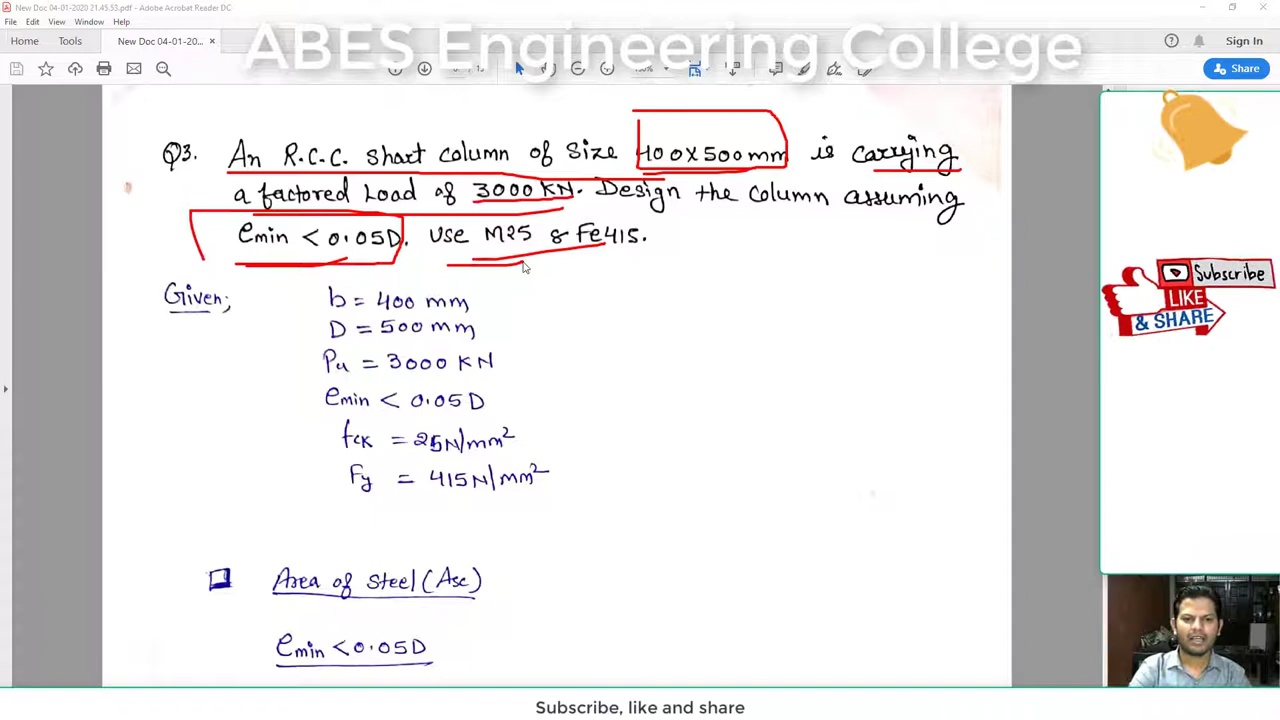 New Doc 04-01-2020 21.45.53.pdf - Adobe Acrobat Reader DC
File Edit View Window Help
Home Tools New Doc 04-01-20... × Sign In
ABES Engineering College
Share
Q3. An R.C.C. short column of size 400X500mm is carrying
a factored Load of 3000 KN. Design the column assuming
emin < 0.05D. Use M25 & Fe415.
Given;
b = 400 mm
D = 500 mm
Pu = 3000 KN
emin < 0.05D
fck = 25N/mm²
Fy = 415N/mm²
Area of Steel (Asc)
emin < 0.05D
Subscribe
LIKE
& SHARE
Subscribe, like and share